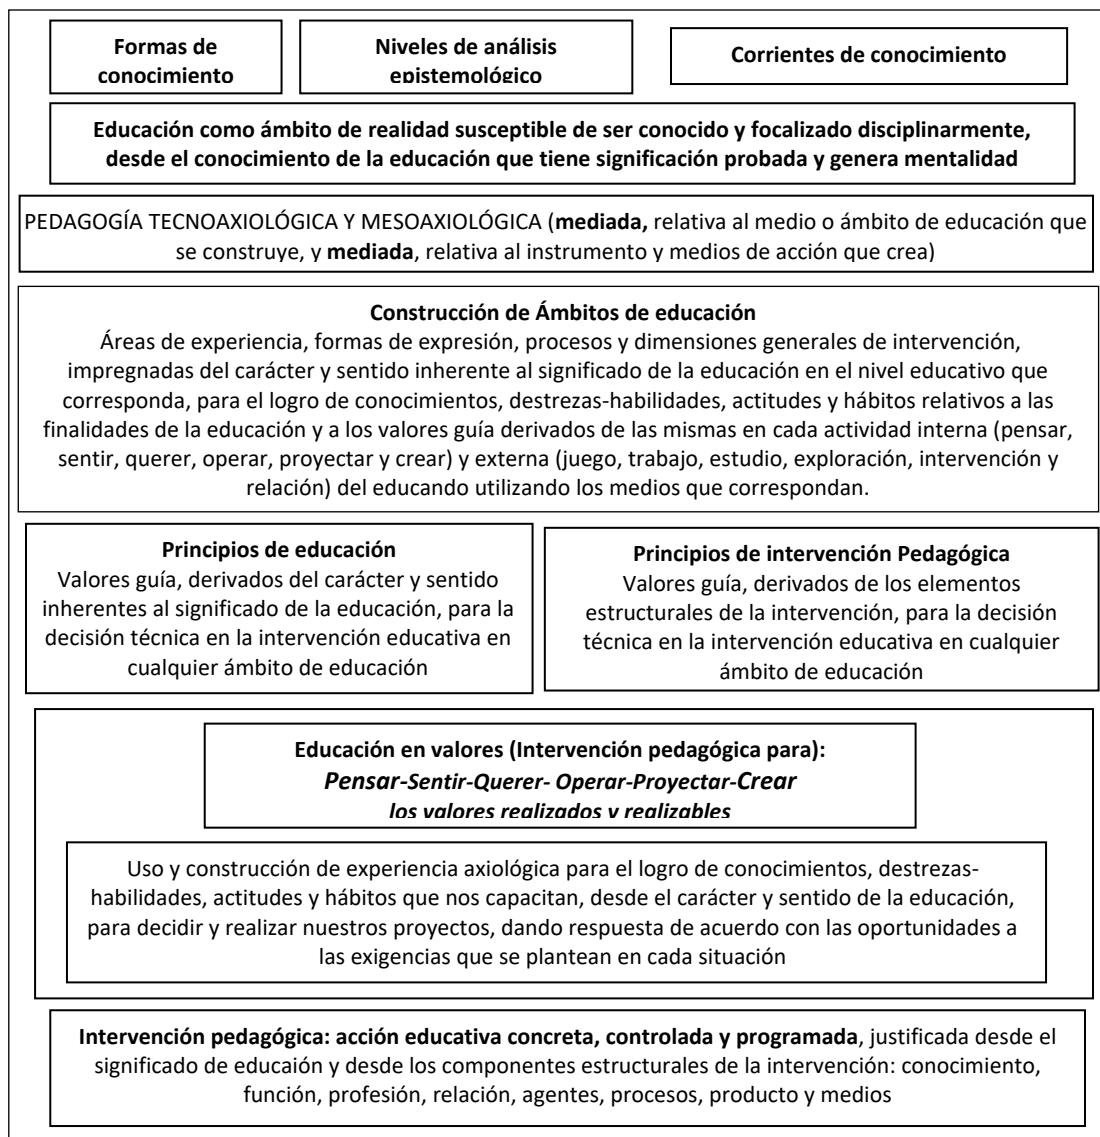 Formas de
conocimiento
Niveles de análisis
epistemológico
Corrientes de conocimiento
Educación como ámbito de realidad susceptible de ser conocido y focalizado disciplinarmente,
desde el conocimiento de la educación que tiene significación probada y genera mentalidad
PEDAGOGÍA TECNOAXIOLÓGICA Y MESOAXIOLÓGICA (mediada, relativa al medio o ámbito de educación que
se construye, y mediada, relativa al instrumento y medios de acción que crea)
Construcción de Ámbitos de educación
Áreas de experiencia, formas de expresión, procesos y dimensiones generales de intervención,
impregnadas del carácter y sentido inherente al significado de la educación en el nivel educativo que
corresponda, para el logro de conocimientos, destrezas-habilidades, actitudes y hábitos relativos a las
finalidades de la educación y a los valores guía derivados de las mismas en cada actividad interna (pensar,
sentir, querer, operar, proyectar y crear) y externa (juego, trabajo, estudio, exploración, intervención y
relación) del educando utilizando los medios que correspondan.
Principios de educación
Valores guía, derivados del carácter y sentido
inherentes al significado de la educación, para la
decisión técnica en la intervención educativa en
cualquier ámbito de educación
Principios de intervención Pedagógica
Valores guía, derivados de los elementos
estructurales de la intervención, para la decisión
técnica en la intervención educativa en cualquier
ámbito de educación
Educación en valores (Intervención pedagógica para):
Pensar-Sentir-Querer- Operar-Proyectar-Crear
los valores realizados y realizables
Uso y construcción de experiencia axiológica para el logro de conocimientos, destrezas-
habilidades, actitudes y hábitos que nos capacitan, desde el carácter y sentido de la educación,
para decidir y realizar nuestros proyectos, dando respuesta de acuerdo con las oportunidades a
las exigencias que se plantean en cada situación
Intervención pedagógica: acción educativa concreta, controlada y programada, justificada desde el
significado de educaión y desde los componentes estructurales de la intervención: conocimiento,
función, profesión, relación, agentes, procesos, producto y medios